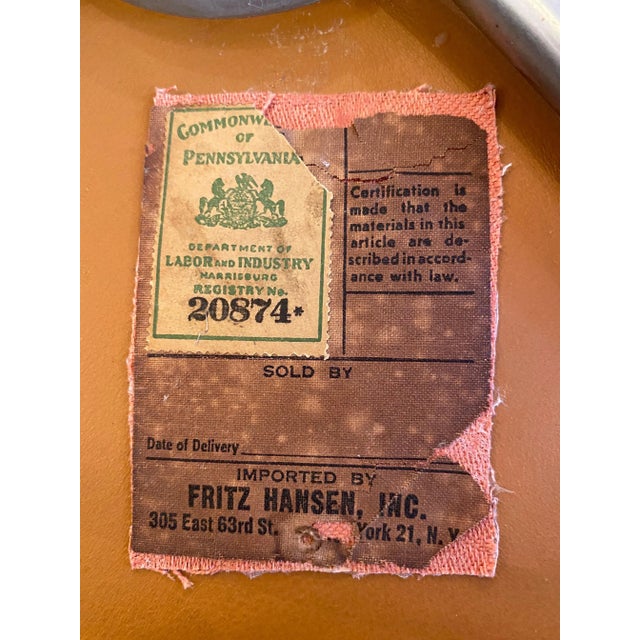 COMMONWE
OF
PENNSYLVANIA
DEPARTMENT OF
LABOR AND INDUSTRY
HARRISBURG
REGISTRY No.
20874*
Certification is
made that the
materials in this
article are de-
scribed in accord-
ance with law.
SOLD BY
Date of Delivery
IMPORTED BY
FRITZ HANSEN, INC.
305 East 63rd St. York 21, N. Y